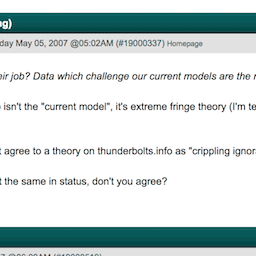 g)
day May 05, 2007 @05:02AM (#19000337) Homepage
eir job? Data which challenge our current models are the
isn't the "current model", it's extreme fringe theory (I'm te
t agree to a theory on thunderbolts.info as "crippling ignora
t the same in status, don't you agree?